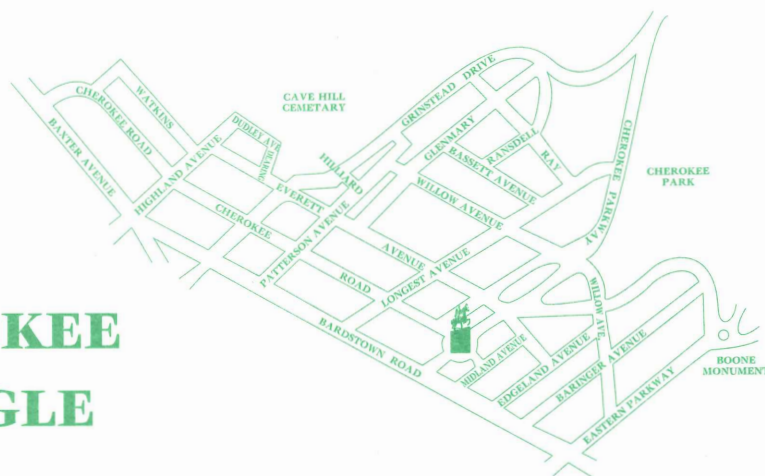 CAVE HILL
CEMETARY
GRINSTEAD DRIVE
WATKINS
CHEROKEE ROAD
BAXTER AVENUE
DUDLEY AVE
DEARING
HIGHLAND AVENUE
HILLIARD
EVERETT
GLENMARY
RANSDELL
BASSETT AVENUE
RAY
WILLOW AVENUE
CHEROKEE PARKWAY
CHEROKEE
PARK
CHEROKEE
ROAD
PATTERSON AVENUE
AVENUE
LONGEST AVENUE
BARDSTOWN ROAD
WILLOW AVE
MIDLAND AVENUE
EDGELAND AVENUE
BARINGER AVENUE
EASTERN PARKWAY
BOONE
MONUMENT
KEE
GLE